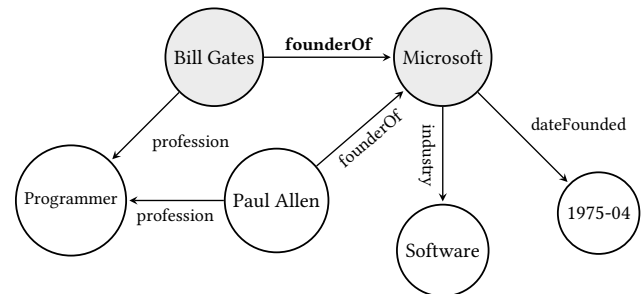 founderOf
Bill Gates
Microsoft
profession
founderOf
industry
dateFounded
Programmer
profession
Paul Allen
1975-04
Software